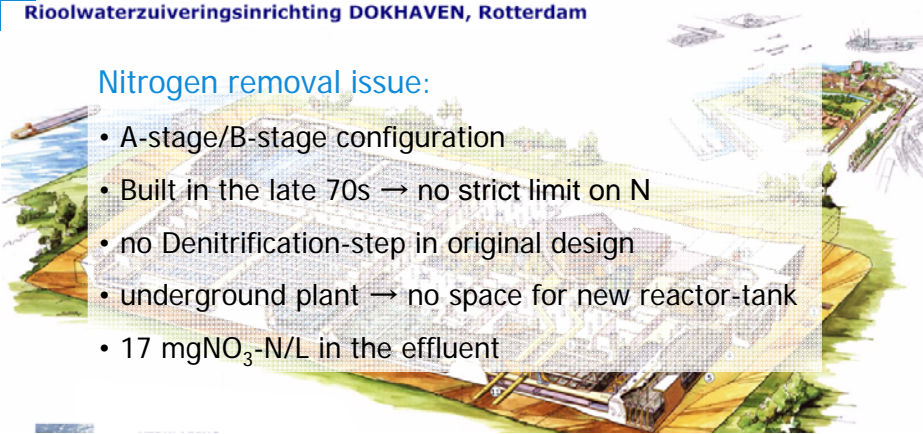 Rioolwaterzuiveringsinrichting DOKHAVEN, Rotterdam
Nitrogen removal issue:
• A-stage/B-stage configuration
• Built in the late 70s → no strict limit on N
• no Denitrification-step in original design
• underground plant → no space for new reactor-tank
• 17 mgNO₃-N/L in the effluent